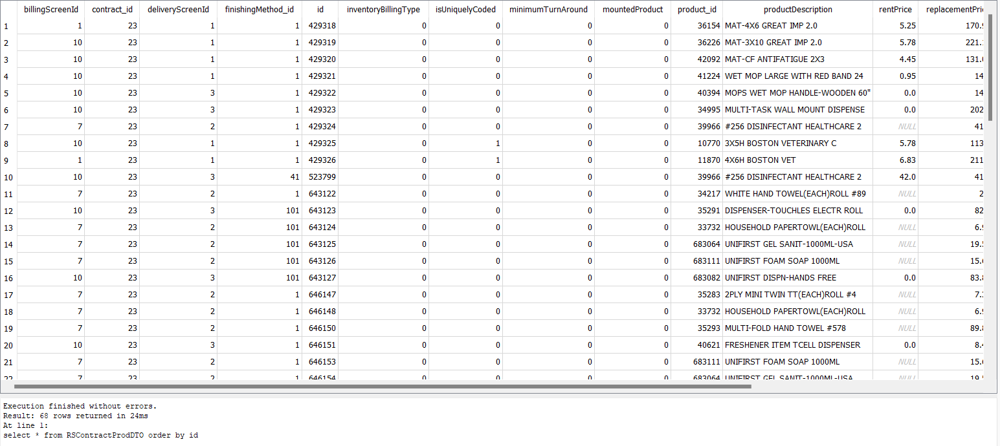 billingScreenId contract_id deliveryScreenId finishingMethod_id id inventoryBillingType isUniquelyCoded minimumTurnAround mountedProduct product_id productDescription rentPrice replacementPri
1 1 23 1 1 429318 0 0 0 0 36154 MAT-4X6 GREAT IMP 2.0 5.25 170.9
2 10 23 1 1 429319 0 0 0 0 36226 MAT-3X10 GREAT IMP 2.0 5.78 221.
3 10 23 1 1 429320 0 0 0 0 42092 MAT-CF ANTIFATIGUE 2X3 4.45 131.
4 10 23 1 1 429321 0 0 0 0 41224 WET MOP LARGE WITH RED BAND 24 0.95 14
5 10 23 3 1 429322 0 0 0 0 40394 MOPS WET MOP HANDLE-WOODEN 60" 0.0 14
6 10 23 3 1 429323 0 0 0 0 34995 MULTI-TASK WALL MOUNT DISPENSE 0.0 202
7 7 23 2 1 429324 0 0 0 0 39966 #256 DISINFECTANT HEALTHCARE 2 NULL 41
8 10 23 1 1 429325 0 1 0 0 10770 3X5H BOSTON VETERINARY C 5.78 113
9 1 23 1 1 429326 0 1 0 0 11870 4X6H BOSTON VET 6.83 211
10 10 23 3 41 523799 0 0 0 0 39966 #256 DISINFECTANT HEALTHCARE 2 42.0 41
11 7 23 2 1 643122 0 0 0 0 34217 WHITE HAND TOWEL(EACH)ROLL #89 NULL 2
12 10 23 3 101 643123 0 0 0 0 35291 DISPENSER-TOUCHLES ELECTR ROLL 0.0 82
13 7 23 2 101 643124 0 0 0 0 33732 HOUSEHOLD PAPERTOWL(EACH)ROLL NULL 6.9
14 7 23 2 101 643125 0 0 0 0 683064 UNIFIRST GEL SANIT-1000ML-USA NULL 19.
15 7 23 2 101 643126 0 0 0 0 683111 UNIFIRST FOAM SOAP 1000ML NULL 15.
16 10 23 3 101 643127 0 0 0 0 683082 UNIFIRST DISPN-HANDS FREE 0.0 83.
17 7 23 2 1 646147 0 0 0 0 35283 2PLY MINI TWIN TT(EACH)ROLL #4 NULL 7.
18 7 23 2 1 646148 0 0 0 0 33732 HOUSEHOLD PAPERTOWL(EACH)ROLL NULL 6.9
19 7 23 2 1 646150 0 0 0 0 35293 MULTI-FOLD HAND TOWEL #578 NULL 89.
20 10 23 3 1 646151 0 0 0 0 40621 FRESHENER ITEM TCELL DISPENSER 0.0 8.
21 7 23 2 1 646153 0 0 0 0 683111 UNIFIRST FOAM SOAP 1000ML NULL 15.
22 7 23 2 1 646154 0 0 0 0 683064 UNIFIRST GEL SANIT-1000ML-USA NULL 19.
Execution finished without errors.
Result: 68 rows returned in 24ms
At line 1:
select * from RSContractProdDTO order by id